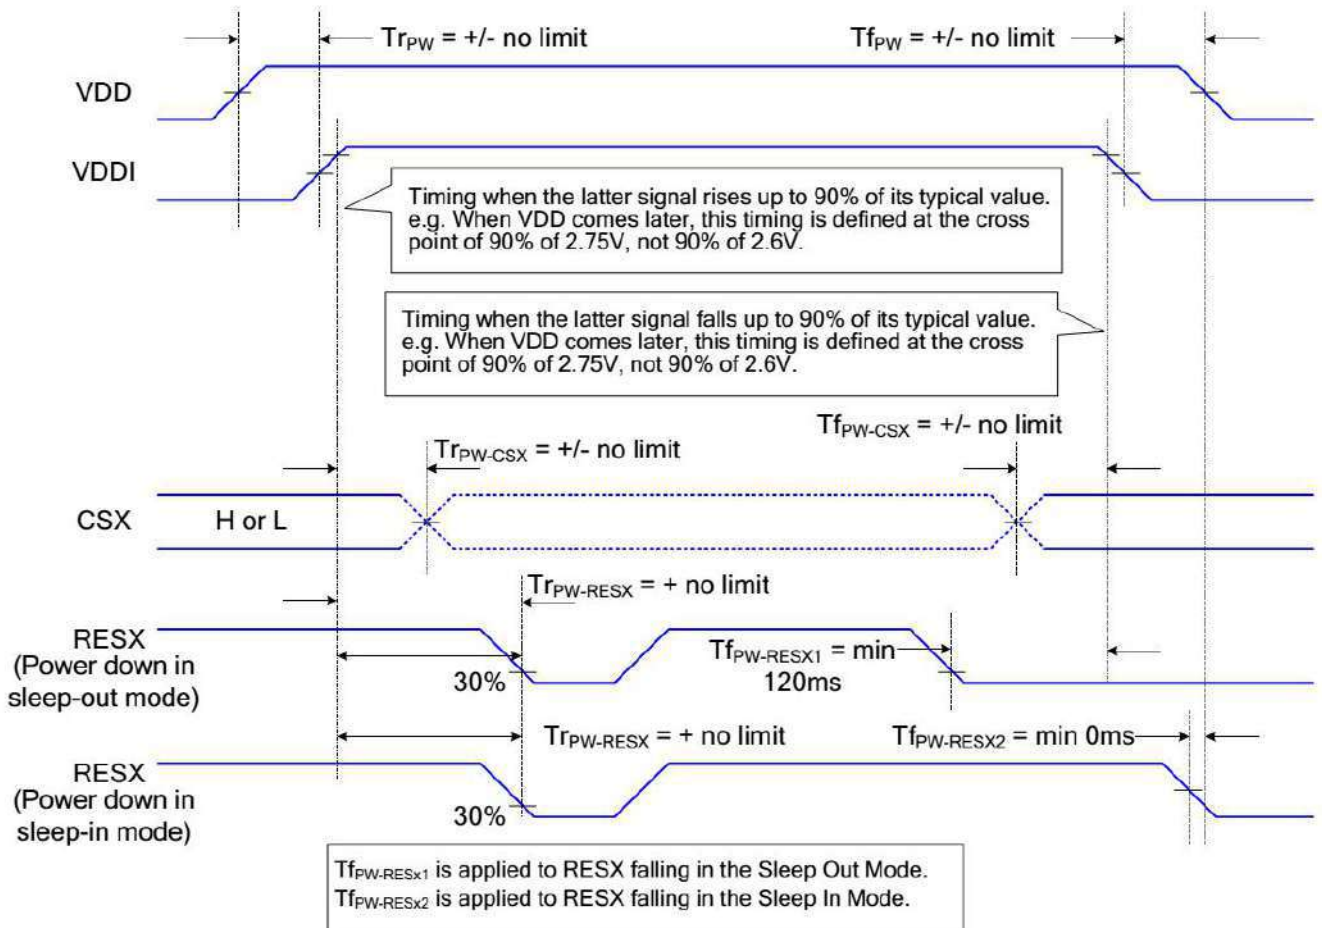 TrPW = +/- no limit
TfPW = +/- no limit
VDD
VDDI
Timing when the latter signal rises up to 90% of its typical value.
e.g. When VDD comes later, this timing is defined at the cross
point of 90% of 2.75V, not 90% of 2.6V.
Timing when the latter signal falls up to 90% of its typical value.
e.g. When VDD comes later, this timing is defined at the cross
point of 90% of 2.75V, not 90% of 2.6V.
TfPW-CSX = +/- no limit
TrPW-CSX = +/- no limit
CSX
H or L
TrPW-RESX = + no limit
RESX
(Power down in
sleep-out mode)
30%
TfPW-RESX1 = min
120ms
TrPW-RESX = + no limit
TfPW-RESX2 = min 0ms
RESX
(Power down in
sleep-in mode)
30%
TfPW-RESx1 is applied to RESX falling in the Sleep Out Mode.
TfPW-RESx2 is applied to RESX falling in the Sleep In Mode.